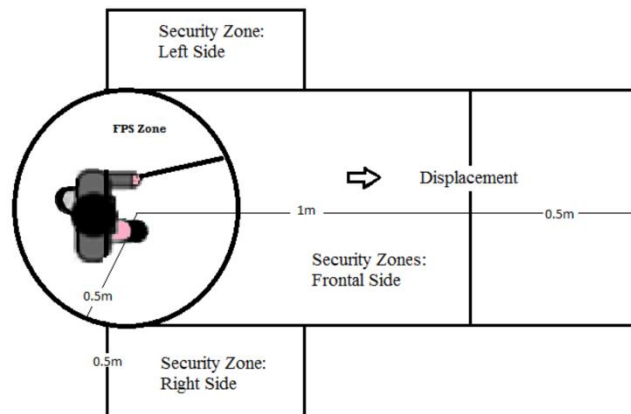 Security Zone:
Left Side
FPS Zone
Displacement
1m
0.5m
Security Zones:
Frontal Side
0.5m
0.5m
Security Zone:
Right Side